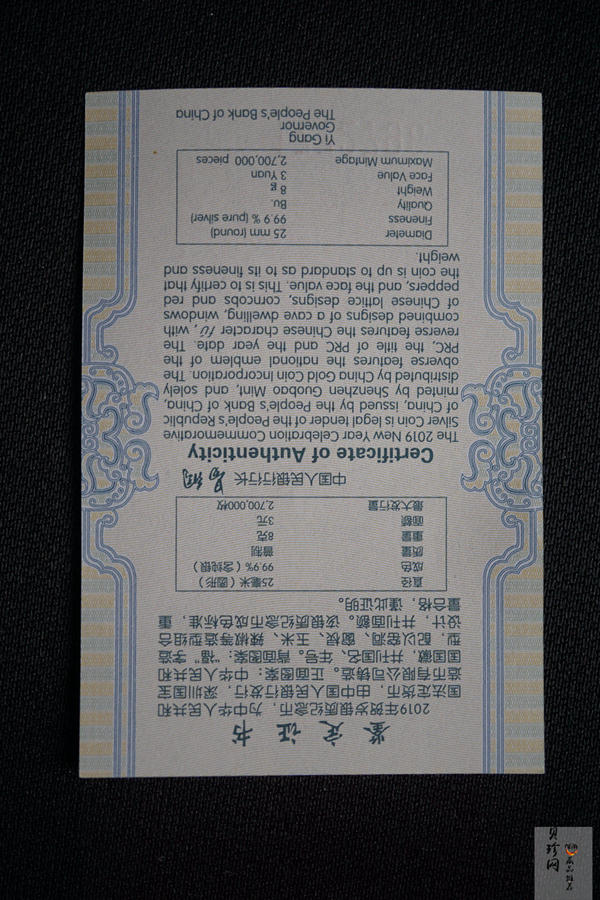 鉴定证书
2019年贺岁银质纪念币，为中华人民共和
国法定货币，由中国人民银行发行，深圳国宝
造币有限公司铸造。正面图案：中华人民共和
国国徽，并刊国名、年号。背面图案：“福”字造
型，配以窑洞、窗棂、玉米、辣椒等造型组合
设计，并刊面额。该银质纪念币成色标准，重
量合格，谨此证明。
直径 25毫米（圆形）
成色 99.9%（含纯银）
质量 普制
重量 8克
面额 3元
最大发行量 2,700,000枚
中国人民银行行长 易纲
Certificate of Authenticity
The 2019 New Year Celebration Commemorative
Silver Coin is legal tender of the People's Republic
of China, issued by the People's Bank of China,
minted by Shenzhen Guobao Mint, and solely
distributed by China Gold Coin Incorporation. The
obverse features the national emblem of the
PRC, the title of PRC and the year date. The
reverse features the Chinese character fú, with
combined designs of a cave dwelling, windows
of Chinese lattice designs, corncobs and red
peppers, and the face value. This is to certify that
the coin is up to standard as to its fineness and
weight.
Diameter 25 mm (round)
Fineness 99.9 % (pure silver)
Quality Bu.
Weight 8 g
Face Value 3 Yuan
Maximum Mintage 2,700,000 pieces
Yi Gang
Governor
The People's Bank of China
贝珍网